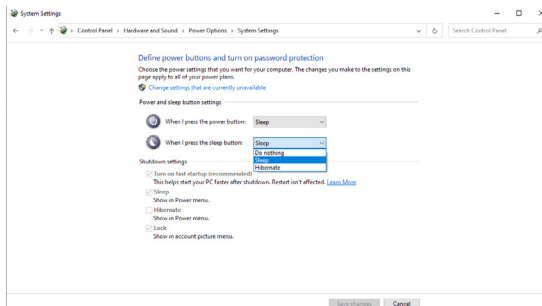 System Settings
Control Panel > Hardware and Sound > Power Options > System Settings
Search Control Panel
Define power buttons and turn on password protection
Choose the power settings that you want for your computer. The changes you make to the settings on this
page apply to all of your power plans.
Change settings that are currently unavailable
Power and sleep button settings
When I press the power button: Sleep
When I press the sleep button: Sleep
Do nothing
Sleep
Hibernate
Shutdown settings
Turn on fast startup (recommended)
This helps start your PC faster after shutdown. Restart isn't affected. Learn More
Sleep
Show in Power menu.
Hibernate
Show in Power menu.
Lock
Show in account picture menu.
Save changes Cancel